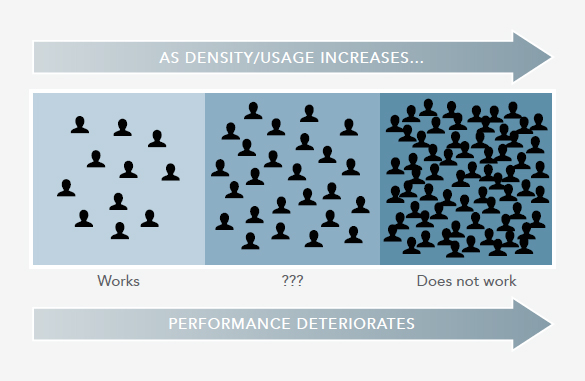 AS DENSITY/USAGE INCREASES...
Works
???
Does not work
PERFORMANCE DETERIORATES